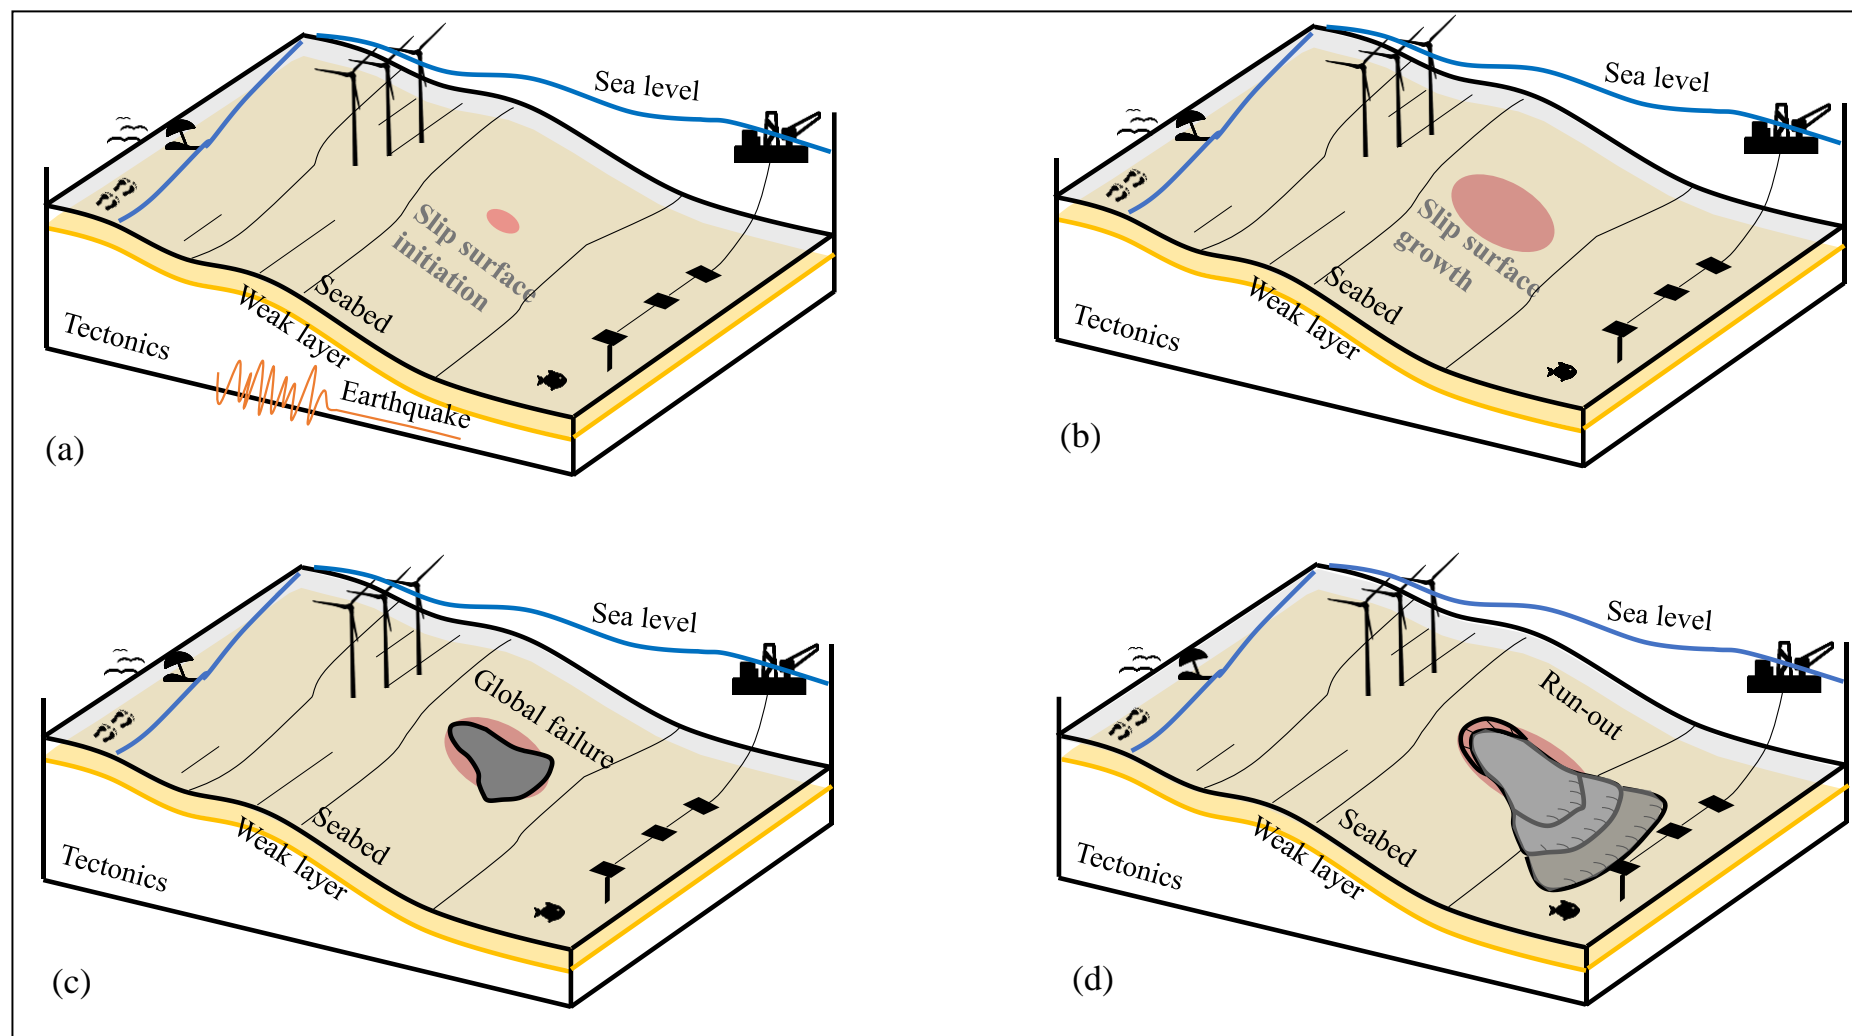 Sea level
Slip surface
initiation
Seabed
Weak layer
Tectonics
Earthquake
(a)
Sea level
Slip surface
growth
Seabed
Weak layer
Tectonics
(b)
Sea level
Global failure
Seabed
Weak layer
Tectonics
(c)
Sea level
Run-out
Seabed
Weak layer
Tectonics
(d)